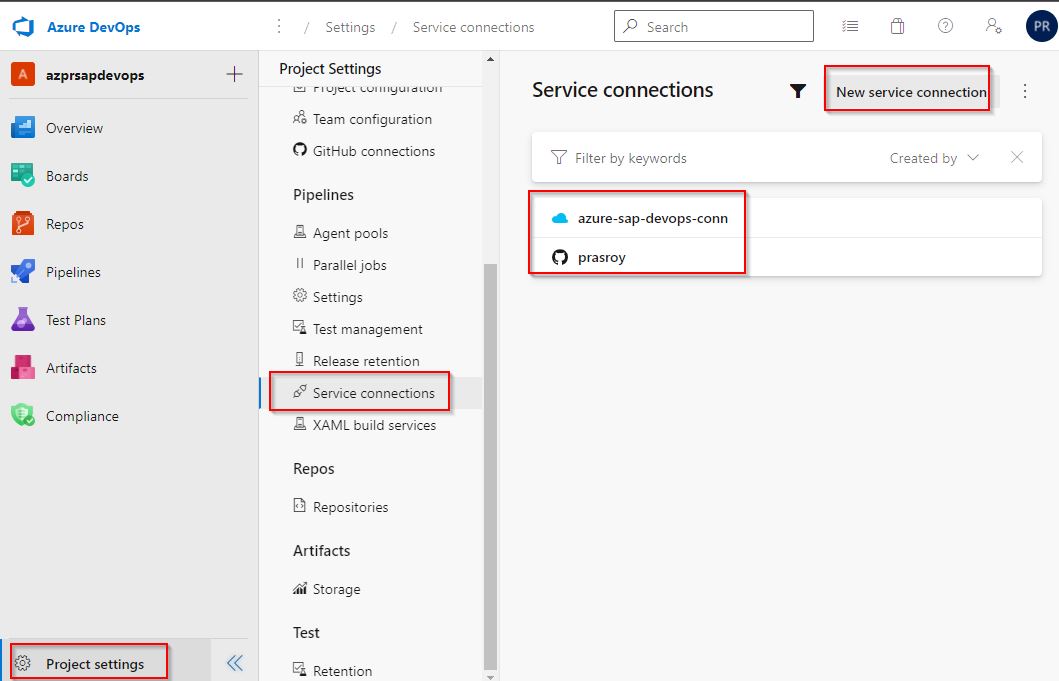 Azure DevOps
/ Settings / Service connections
Search
PR
A azprsapdevops
Overview
Boards
Repos
Pipelines
Test Plans
Artifacts
Compliance
Project settings
Project Settings
Project configuration
Team configuration
GitHub connections
Pipelines
Agent pools
Parallel jobs
Settings
Test management
Release retention
Service connections
XAML build services
Repos
Repositories
Artifacts
Storage
Test
Retention
Service connections
New service connection
Filter by keywords
Created by
azure-sap-devops-conn
prasroy